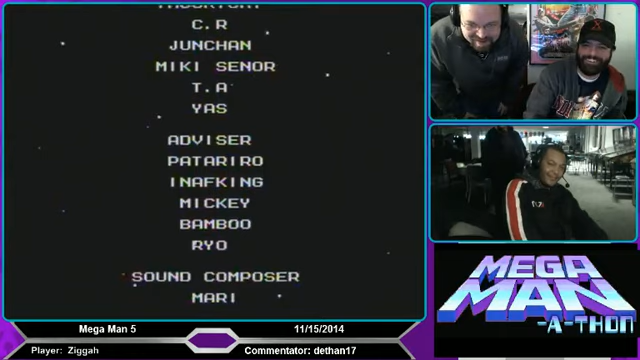 C.R
JUNCHAN
MIKI SENOR
T.A
YAS
ADVISER
PATARIRO
INAFKING
MICKEY
BAMBOO
RYO
SOUND COMPOSER
MARI
MEGA
MAN
-A-THON
Mega Man 5
11/15/2014
Player: Ziggah
Commentator: dethan17